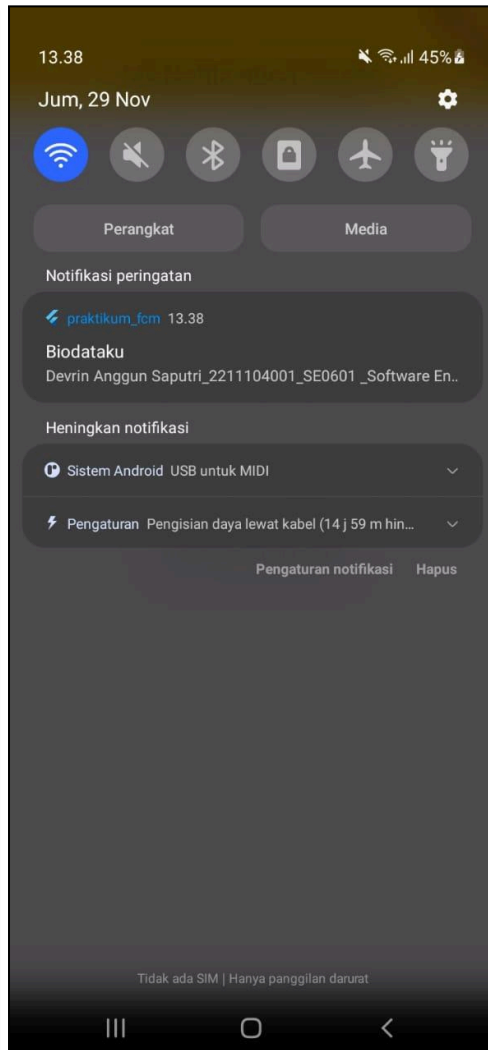 13.38 45%
Jum, 29 Nov
Perangkat Media
Notifikasi peringatan
praktikum_fcm 13.38
Biodataku
Devrin Anggun Saputri_2211104001_SE0601 _Software En..
Heningkan notifikasi
Sistem Android USB untuk MIDI
Pengaturan Pengisian daya lewat kabel (14 j 59 m hin...
Pengaturan notifikasi Hapus
Tidak ada SIM | Hanya panggilan darurat